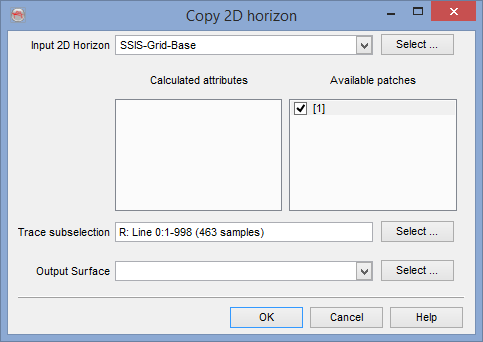 Copy 2D horizon
Input 2D Horizon SSIS-Grid-Base Select ...
Calculated attributes Available patches
[1]
Trace subselection R: Line 0:1-998 (463 samples) Select ...
Output Surface Select ...
OK Cancel Help